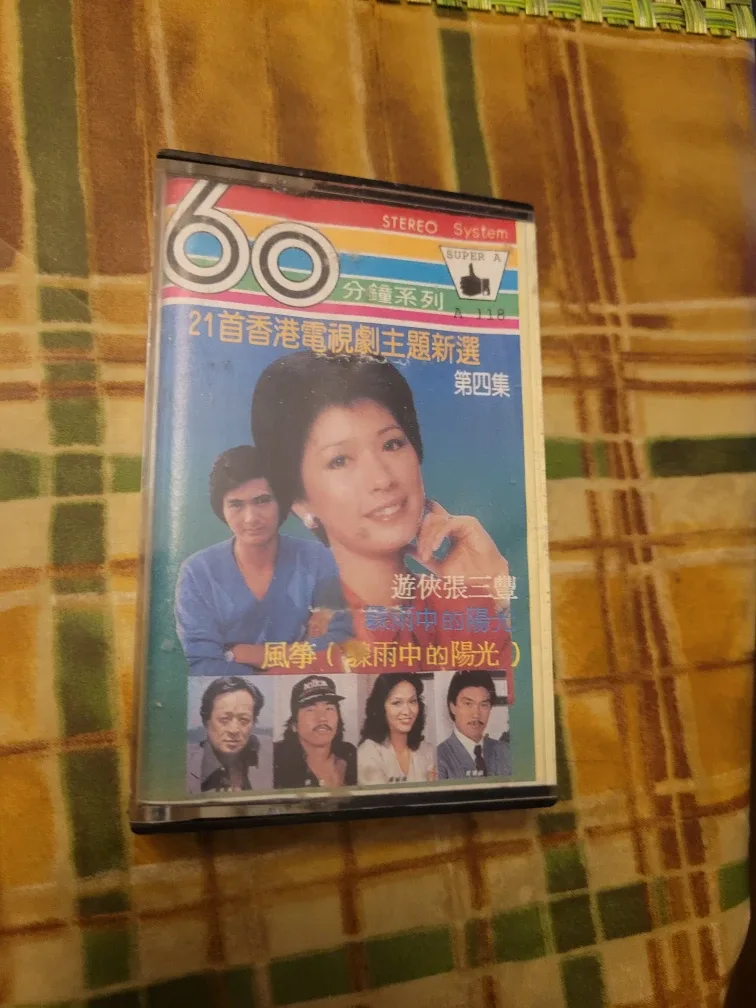 60
STEREO System
SUPER A
分鐘系列
A 118
21首香港電視劇主題新選
第四集
遊俠張三豐
驟雨中的陽光
風箏（驟雨中的陽光）